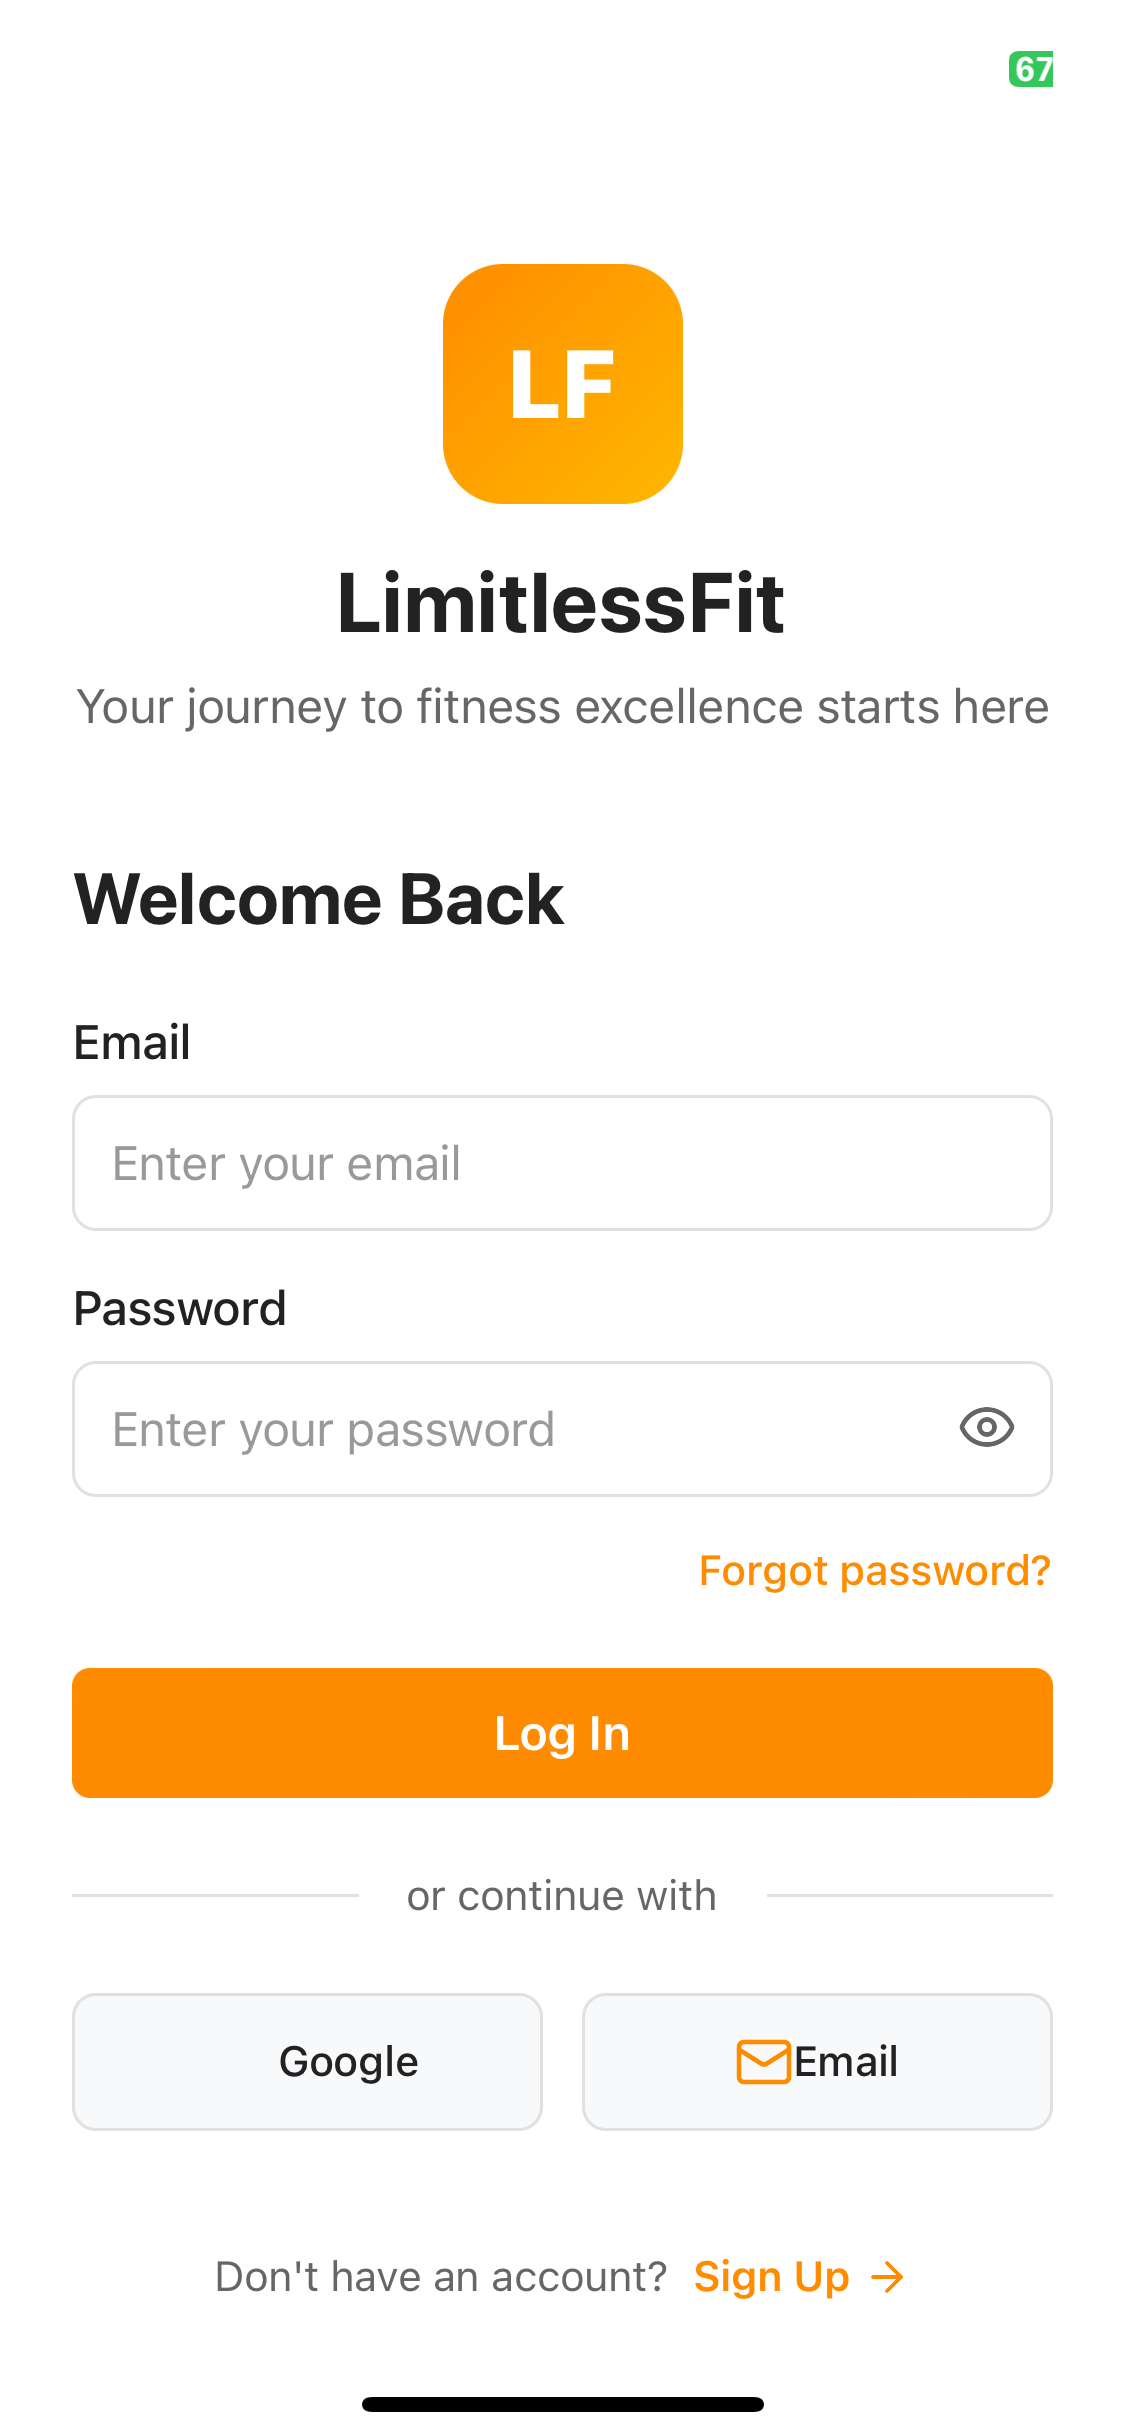 67
LF
LimitlessFit
Your journey to fitness excellence starts here
Welcome Back
Email
Enter your email
Password
Enter your password
Forgot password?
Log In
or continue with
Google
Email
Don't have an account? Sign Up →